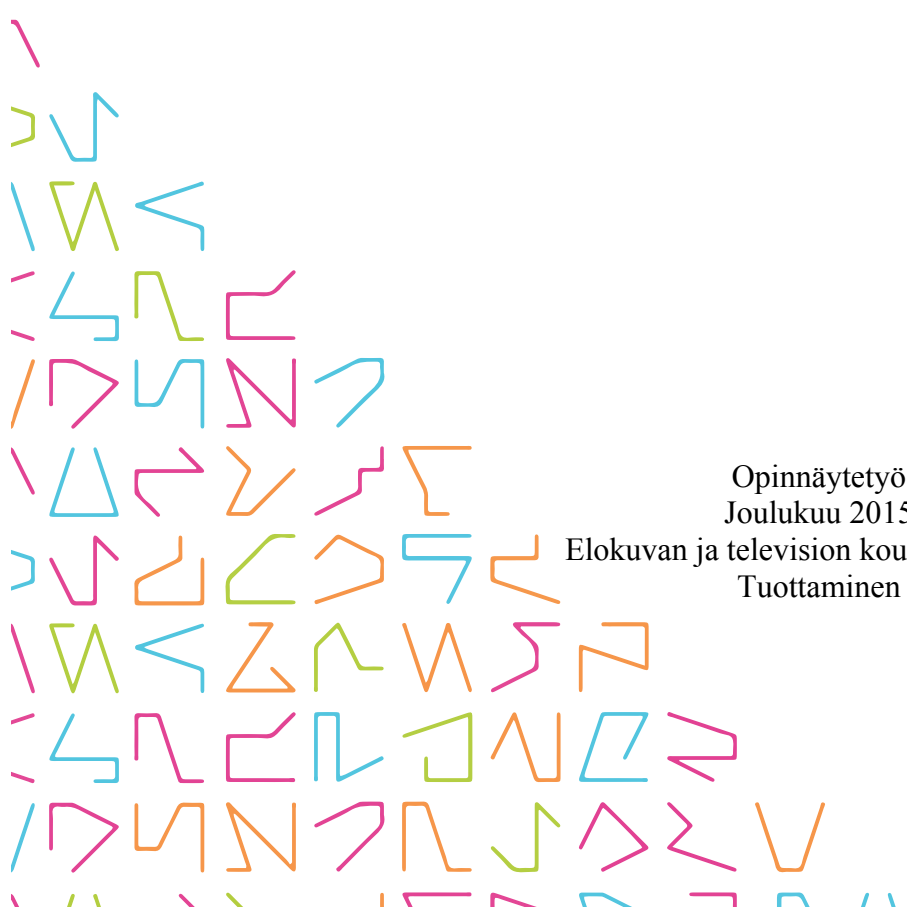 Opinnäytetyö
Joulukuu 2015
Elokuvan ja television kou
Tuottaminen